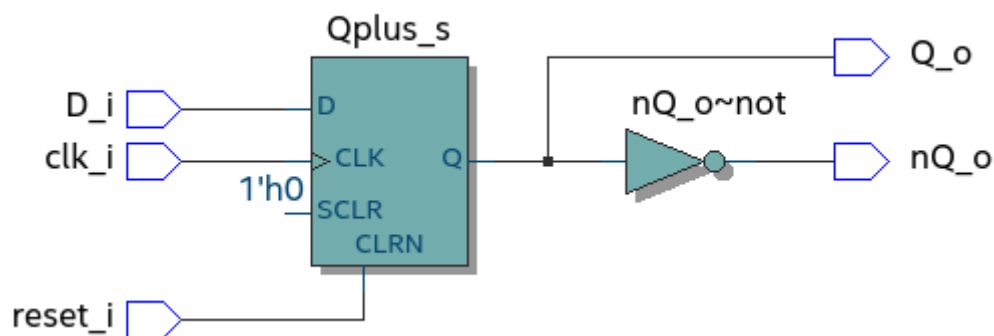 Qplus_s
Q_o
D_i
D
nQ_o~not
clk_i
CLK
Q
nQ_o
1'h0
SCLR
CLRN
reset_i